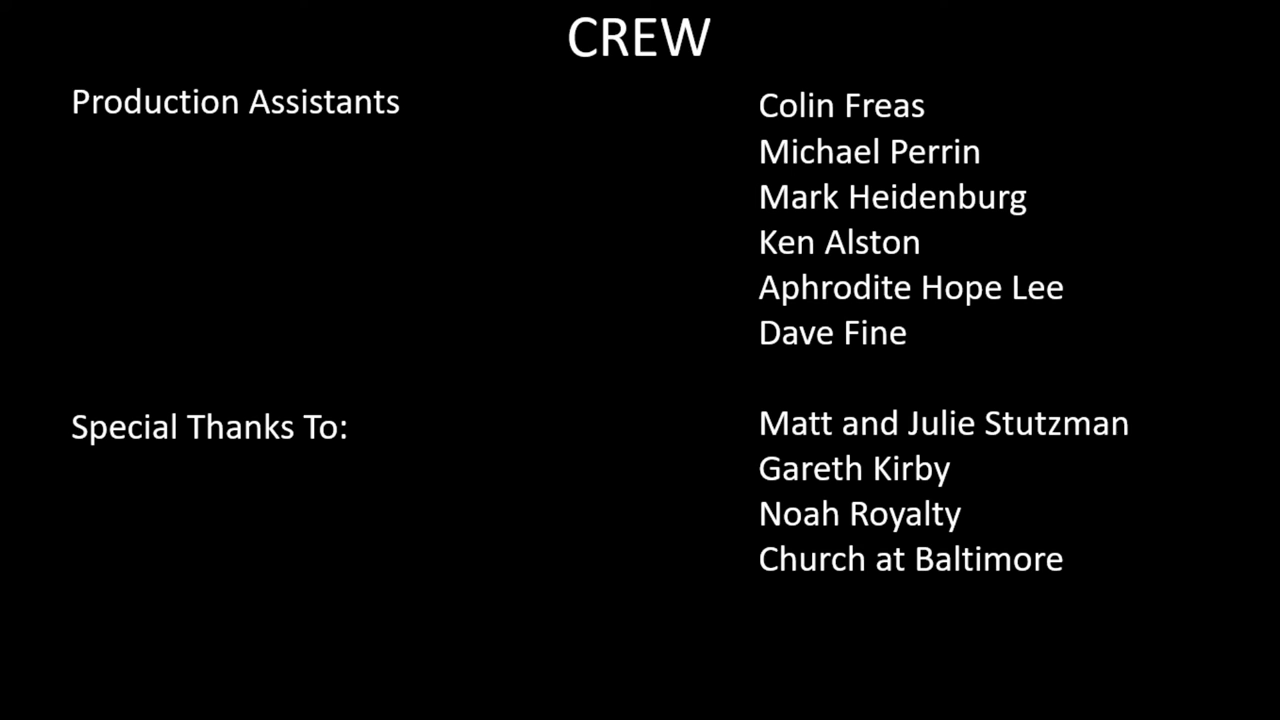 CREW
Production Assistants
Colin Freas
Michael Perrin
Mark Heidenburg
Ken Alston
Aphrodite Hope Lee
Dave Fine
Special Thanks To:
Matt and Julie Stutzman
Gareth Kirby
Noah Royalty
Church at Baltimore